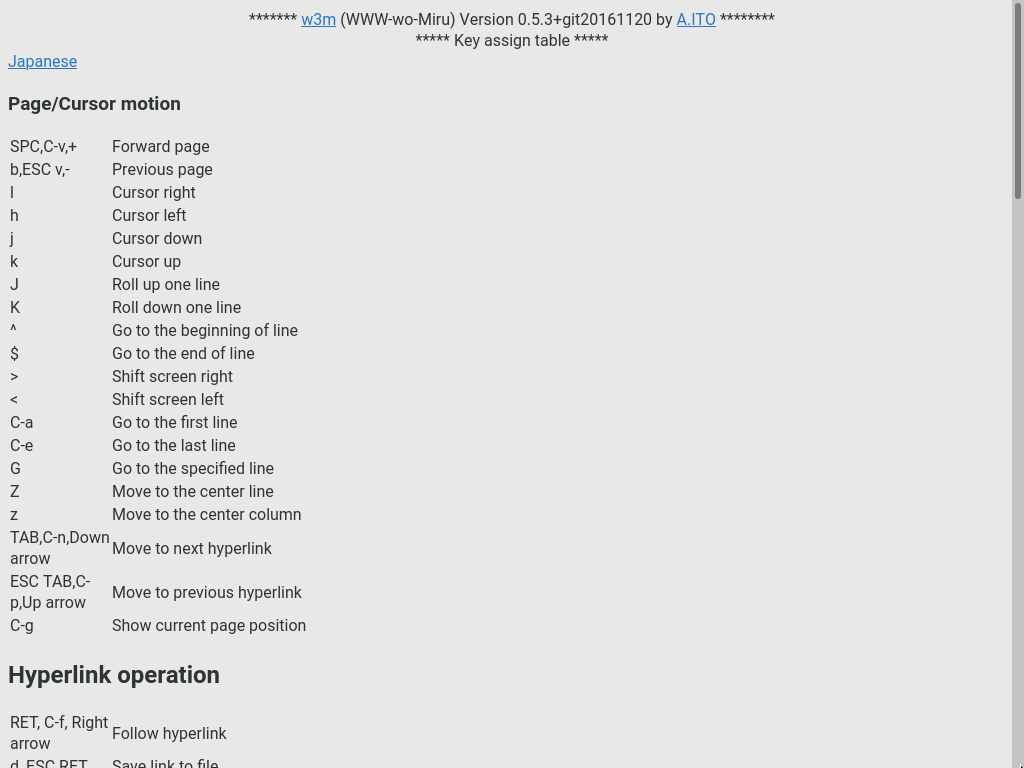 ******* w3m (WWW-wo-Miru) Version 0.5.3+git20161120 by A.ITO ********
***** Key assign table *****
Japanese
Page/Cursor motion
SPC,C-v,+ Forward page
b,ESC v,- Previous page
l Cursor right
h Cursor left
j Cursor down
k Cursor up
J Roll up one line
K Roll down one line
^ Go to the beginning of line
$ Go to the end of line
> Shift screen right
< Shift screen left
C-a Go to the first line
C-e Go to the last line
G Go to the specified line
Z Move to the center line
z Move to the center column
TAB,C-n,Down
arrow Move to next hyperlink
ESC TAB,C-
p,Up arrow Move to previous hyperlink
C-g Show current page position
Hyperlink operation
RET, C-f, Right
arrow Follow hyperlink
d, ESC RET Save link to file